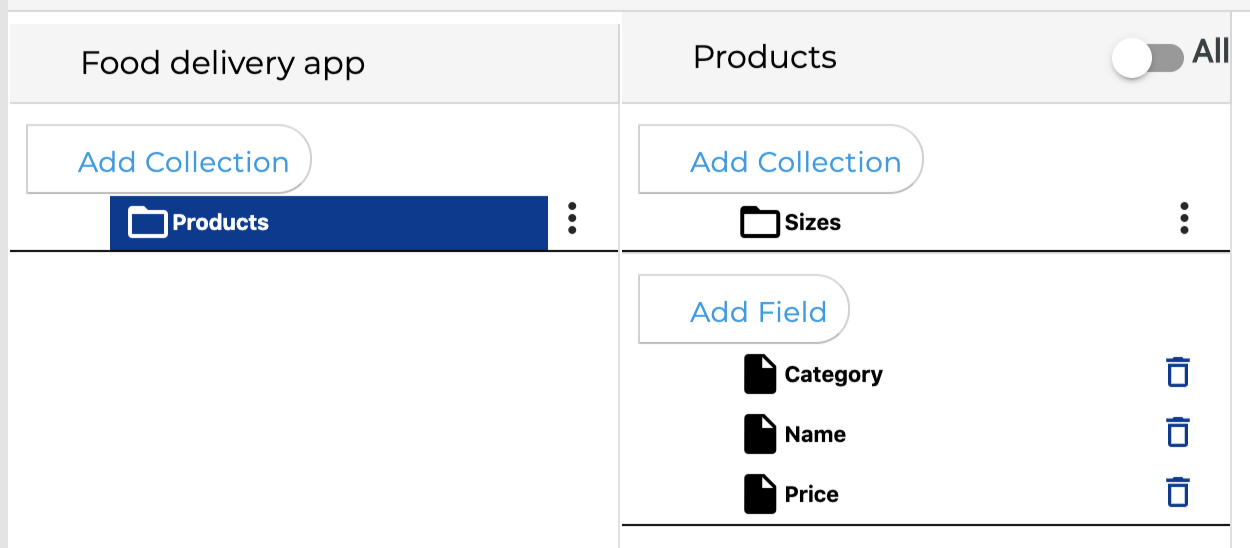 Food delivery app
Add Collection
Products
Products
All
Add Collection
Sizes
Add Field
Category
Name
Price